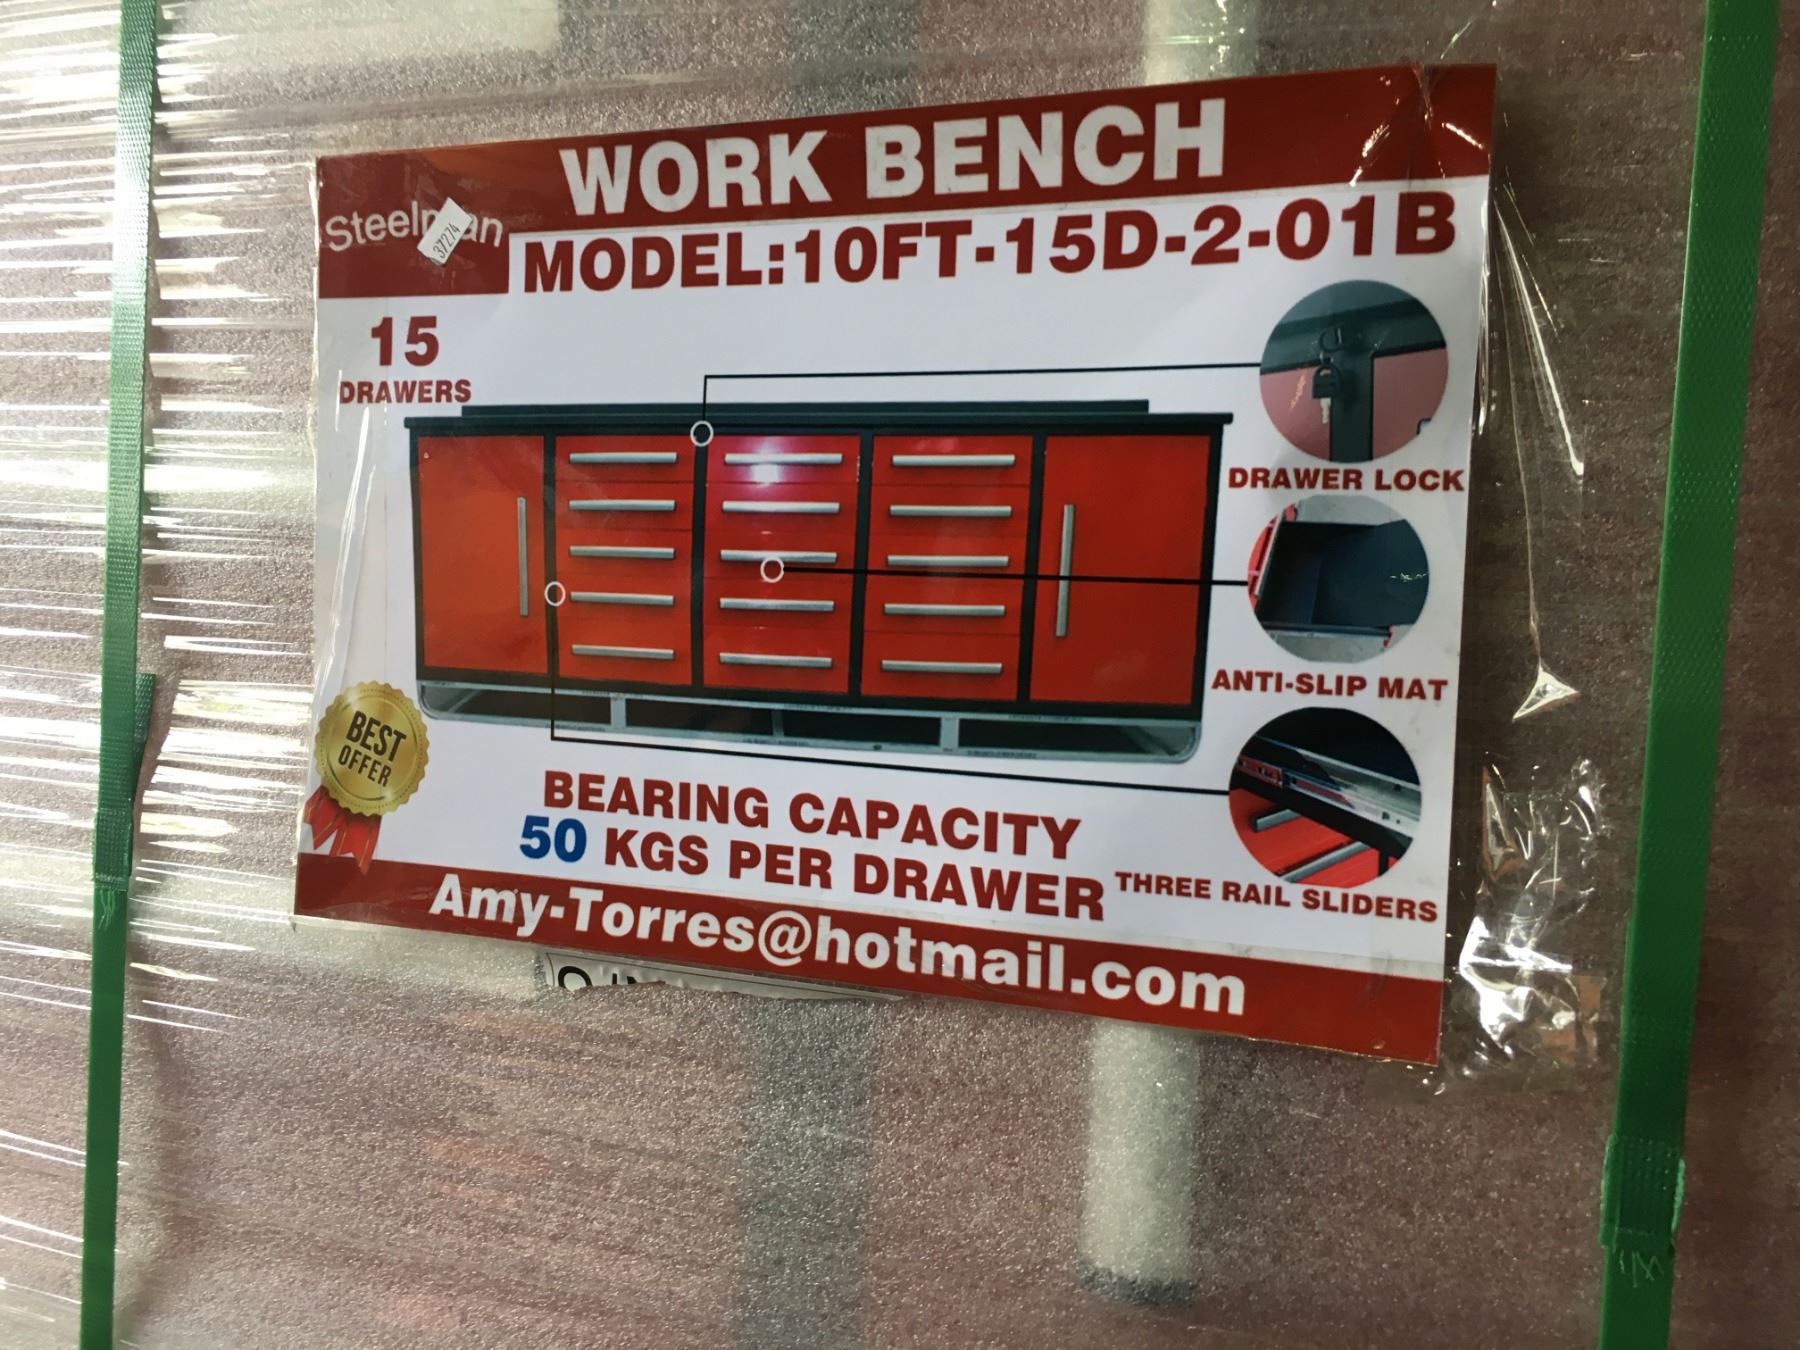 WORK BENCH
Steelman
37274
MODEL:10FT-15D-2-01B
15
DRAWERS
DRAWER LOCK
ANTI-SLIP MAT
BEST
OFFER
BEARING CAPACITY
50 KGS PER DRAWER
THREE RAIL SLIDERS
Amy-Torres@hotmail.com